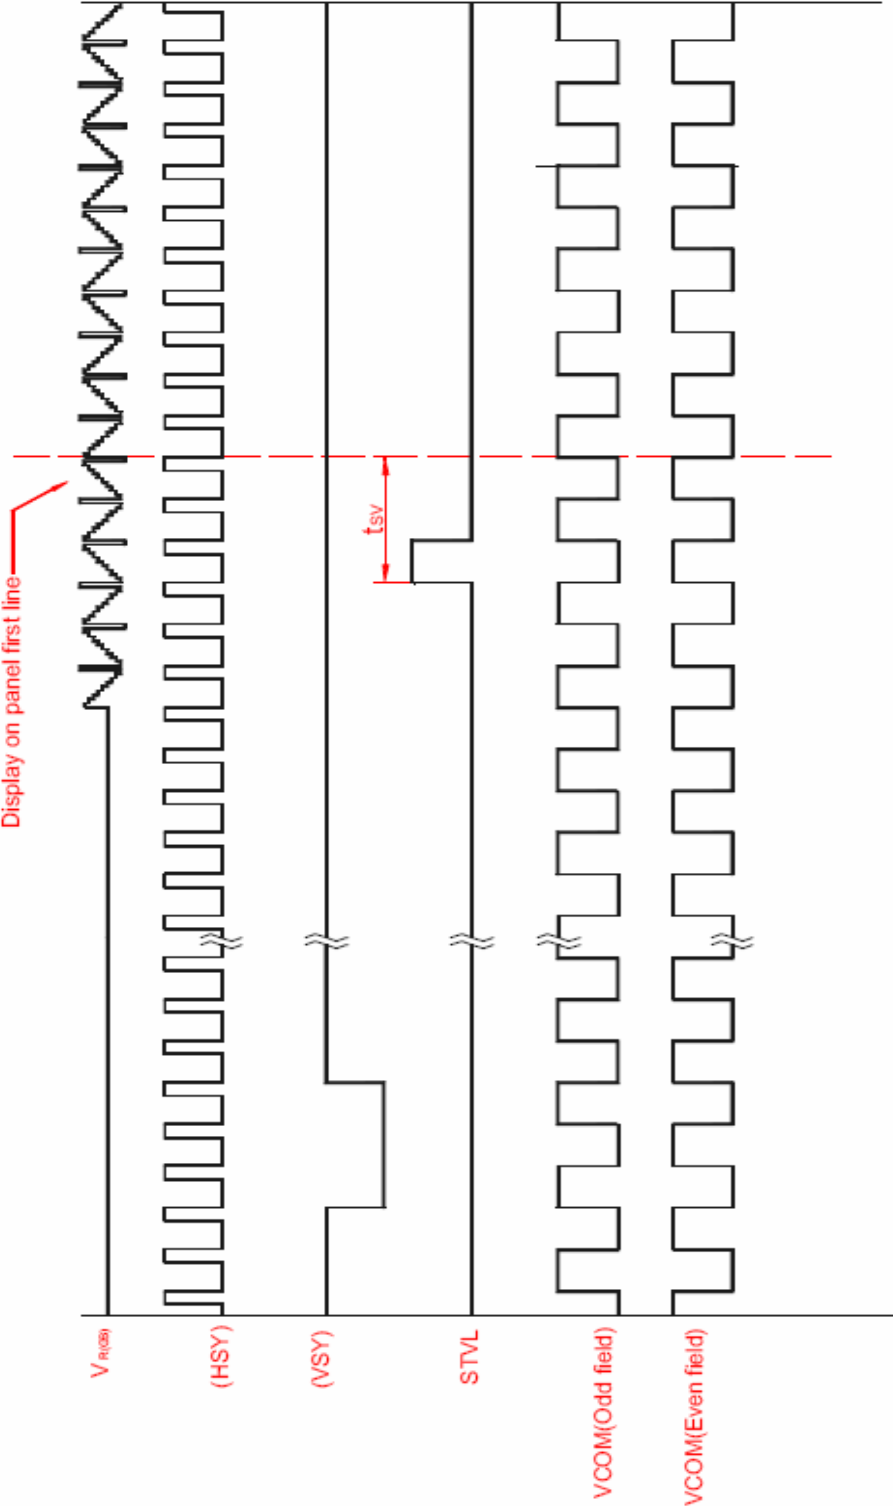 Display on panel first line
tsv
VR(GB)
(HSY)
(VSY)
STVL
VCOM(Odd field)
VCOM(Even field)